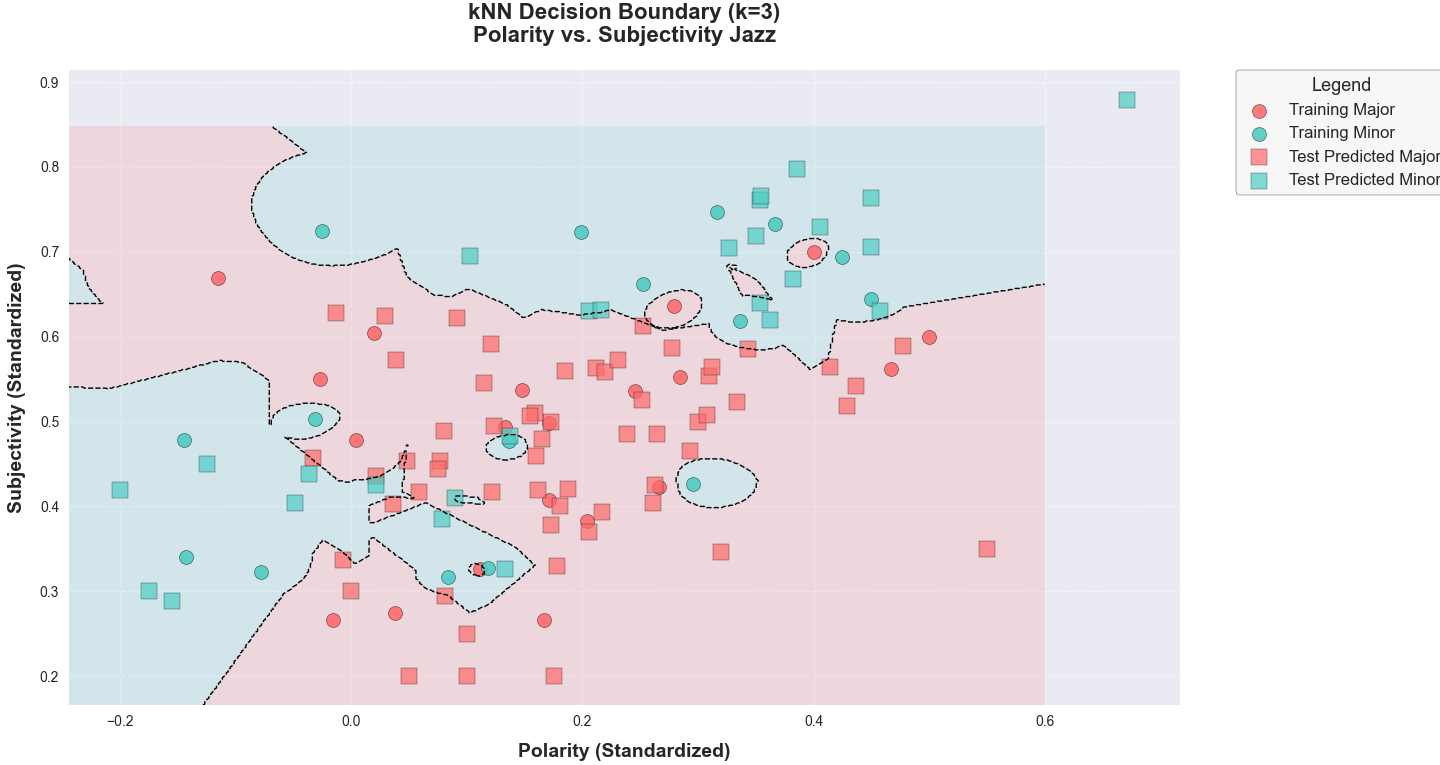 kNN Decision Boundary (k=3)
Polarity vs. Subjectivity Jazz
Legend
Training Major
Training Minor
Test Predicted Major
Test Predicted Minor
Subjectivity (Standardized)
0.9
0.8
0.7
0.6
0.5
0.4
0.3
0.2
−0.2
0.0
0.2
0.4
0.6
Polarity (Standardized)